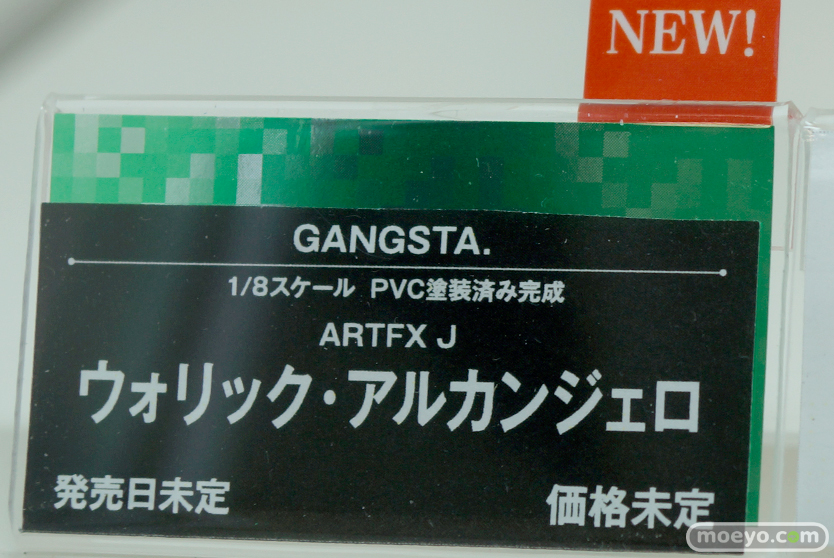 NEW!
GANGSTA.
1/8スケール PVC塗装済み完成
ARTFX J
ウォリック・アルカンジェロ
発売日未定 価格未定
moeyo.com